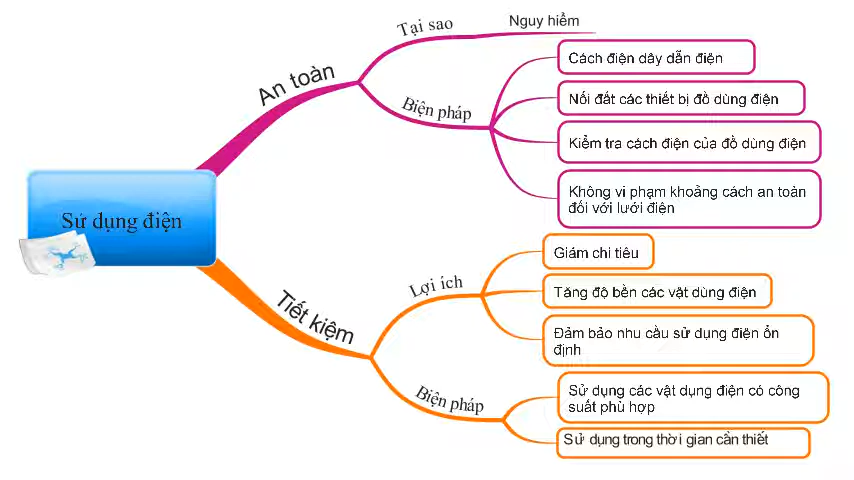 Sử dụng điện
An toàn
Tại sao
Nguy hiểm
Biện pháp
Cách điện dây dẫn điện
Nối đất các thiết bị đồ dùng điện
Kiểm tra cách điện của đồ dùng điện
Không vi phạm khoảng cách an toàn
đối với lưới điện
Tiết kiệm
Lợi ích
Giảm chi tiêu
Tăng độ bền các vật dùng điện
Đảm bảo nhu cầu sử dụng điện ổn
định
Biện pháp
Sử dụng các vật dụng điện có công
suất phù hợp
Sử dụng trong thời gian cần thiết